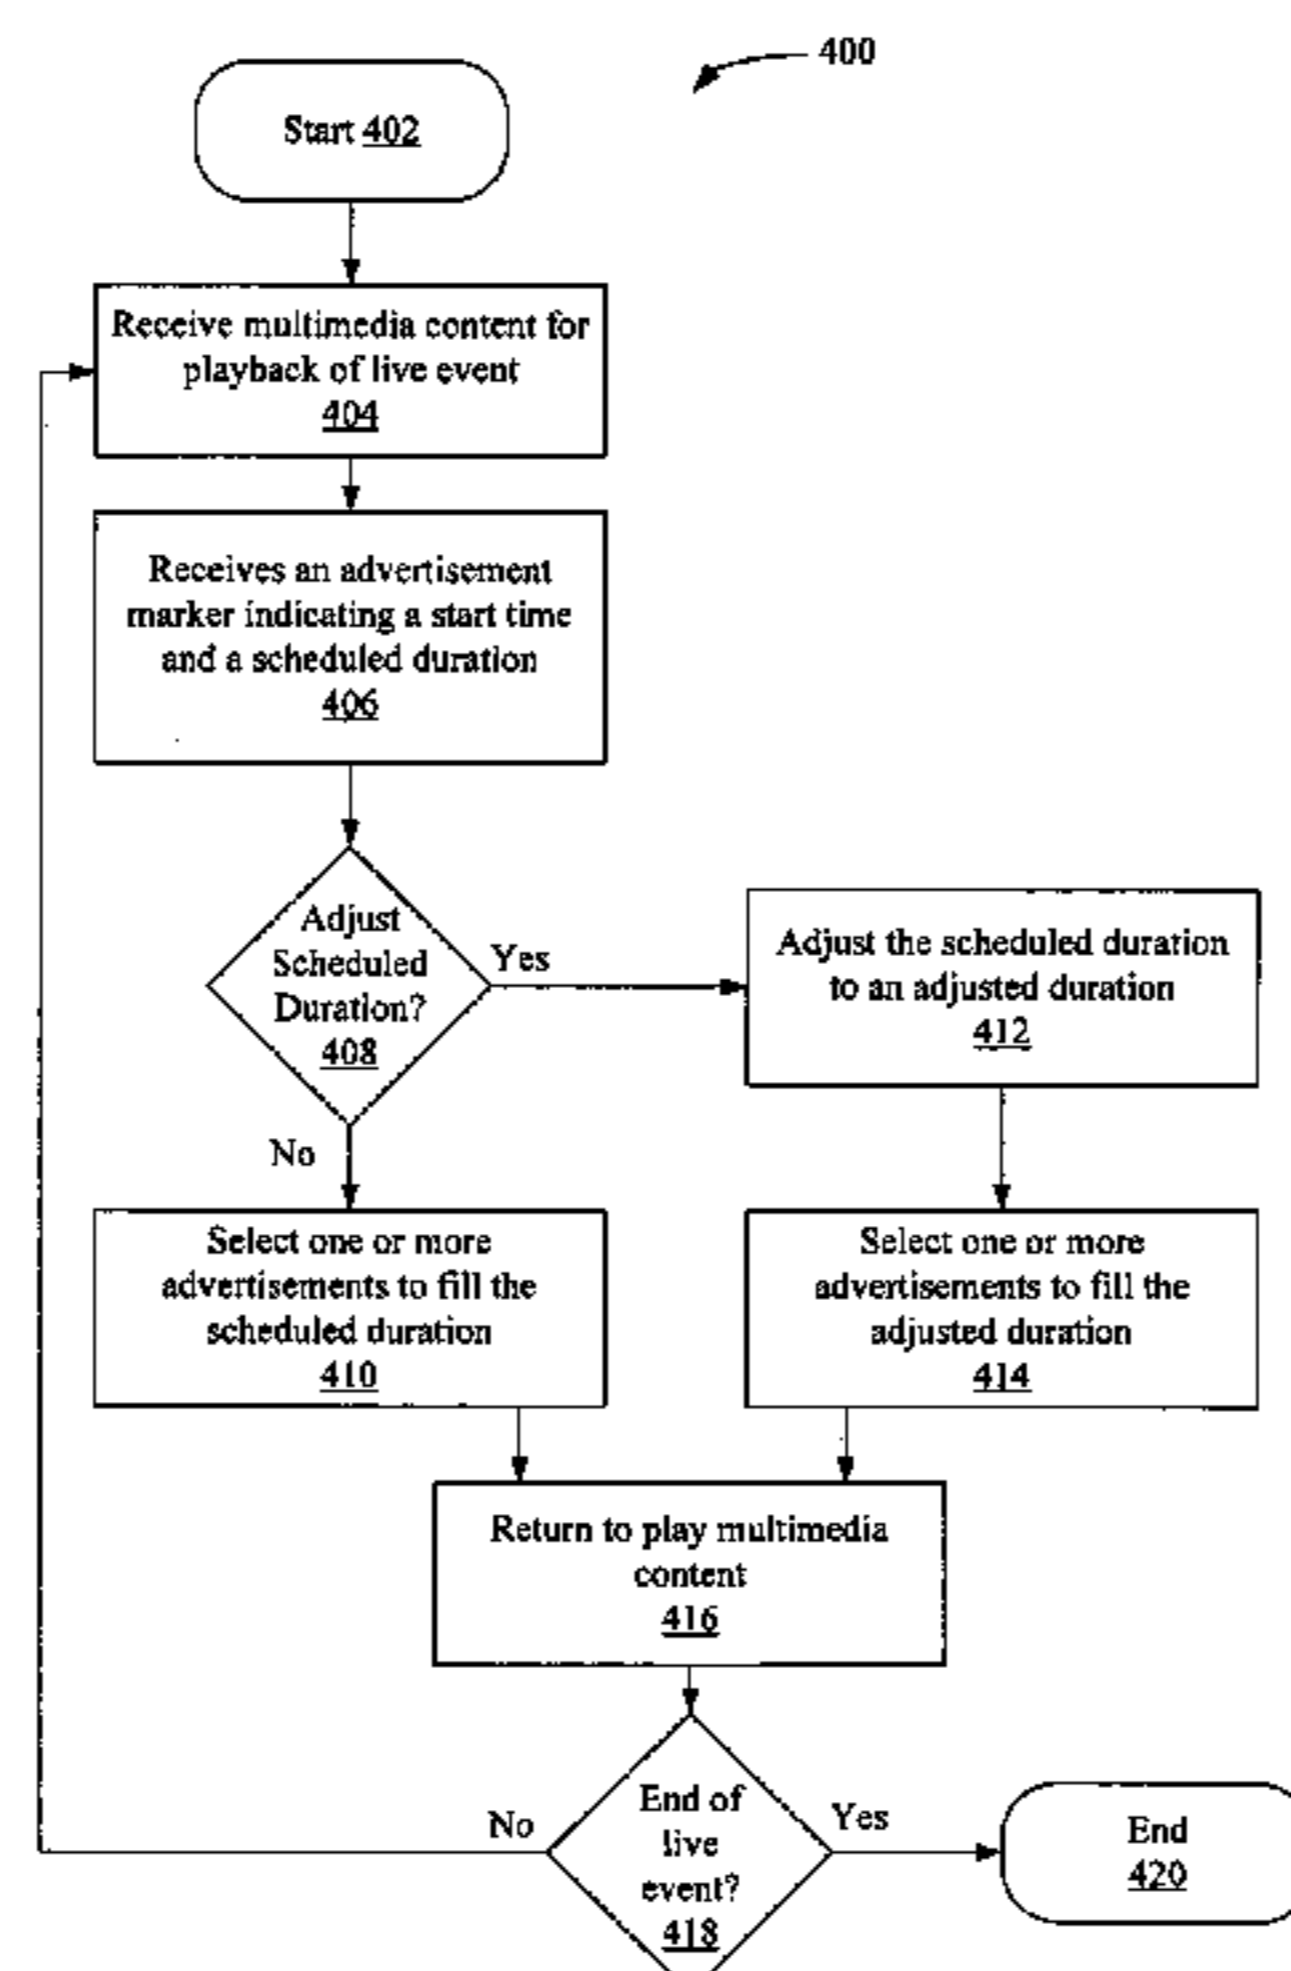 400
Start 402
Receive multimedia content for
playback of live event
404
Receives an advertisement
marker indicating a start time
and a scheduled duration
406
Adjust
Scheduled
Duration?
408
Yes
Adjust the scheduled duration
to an adjusted duration
412
No
Select one or more
advertisements to fill the
scheduled duration
410
Select one or more
advertisements to fill the
adjusted duration
414
Return to play multimedia
content
416
End of
live
event?
418
No
Yes
End
420